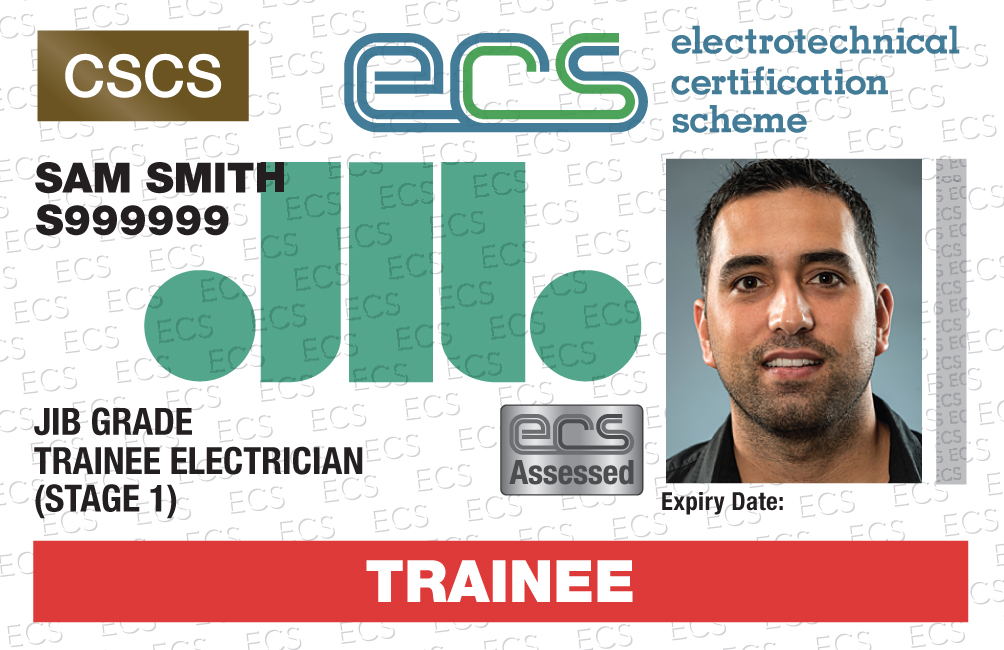 CSCS
ecs
electrotechnical
certification
scheme
SAM SMITH
S999999
JIB
JIB GRADE
TRAINEE ELECTRICIAN
(STAGE 1)
ecs
Assessed
Expiry Date:
TRAINEE